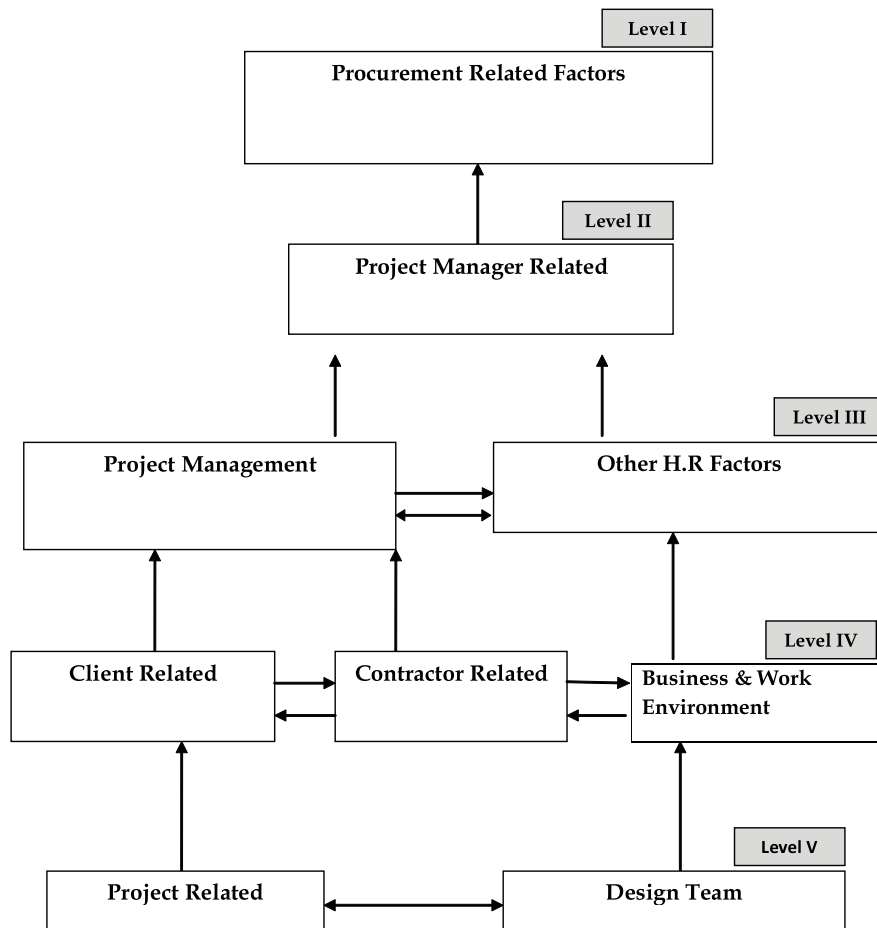 Level I
Procurement Related Factors
Level II
Project Manager Related
Level III
Project Management
Other H.R Factors
Level IV
Client Related
Contractor Related
Business & Work
Environment
Level V
Project Related
Design Team